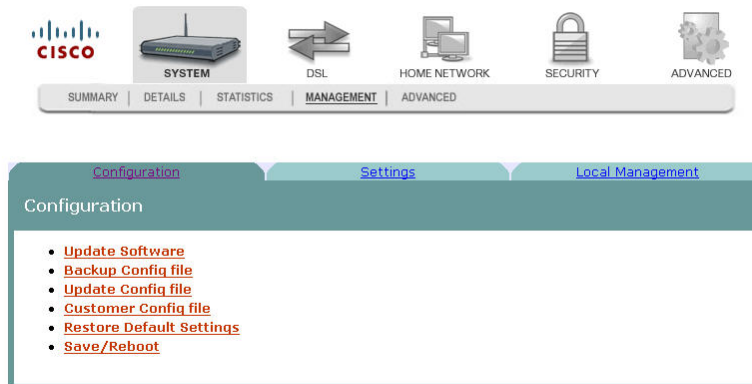 CISCO
SYSTEM DSL HOME NETWORK SECURITY ADVANCED
SUMMARY | DETAILS | STATISTICS | MANAGEMENT | ADVANCED
Configuration Settings Local Management
Configuration
• Update Software
• Backup Config file
• Update Config file
• Customer Config file
• Restore Default Settings
• Save/Reboot